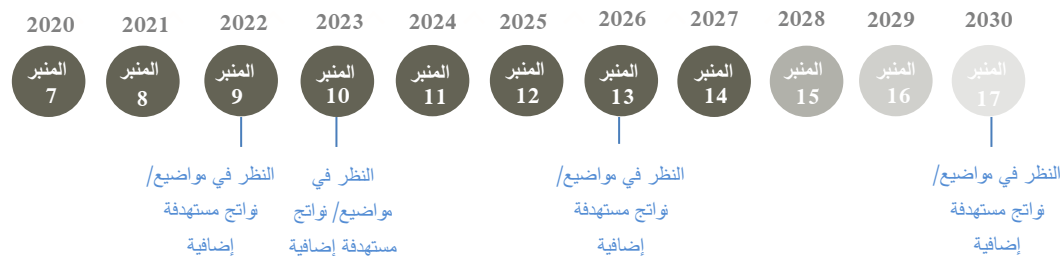 2020 2021 2022 2023 2024 2025 2026 2027 2028 2029 2030
المنبر المنبر المنبر المنبر المنبر المنبر المنبر المنبر المنبر المنبر المنبر
7 8 9 10 11 12 13 14 15 16 17
النظر في مواضيع/
نواتج مستهدفة
إضافية
النظر في
مواضيع/ نواتج
مستهدفة إضافية
النظر في مواضيع/
نواتج مستهدفة
إضافية
النظر في مواضيع/
نواتج مستهدفة
إضافية